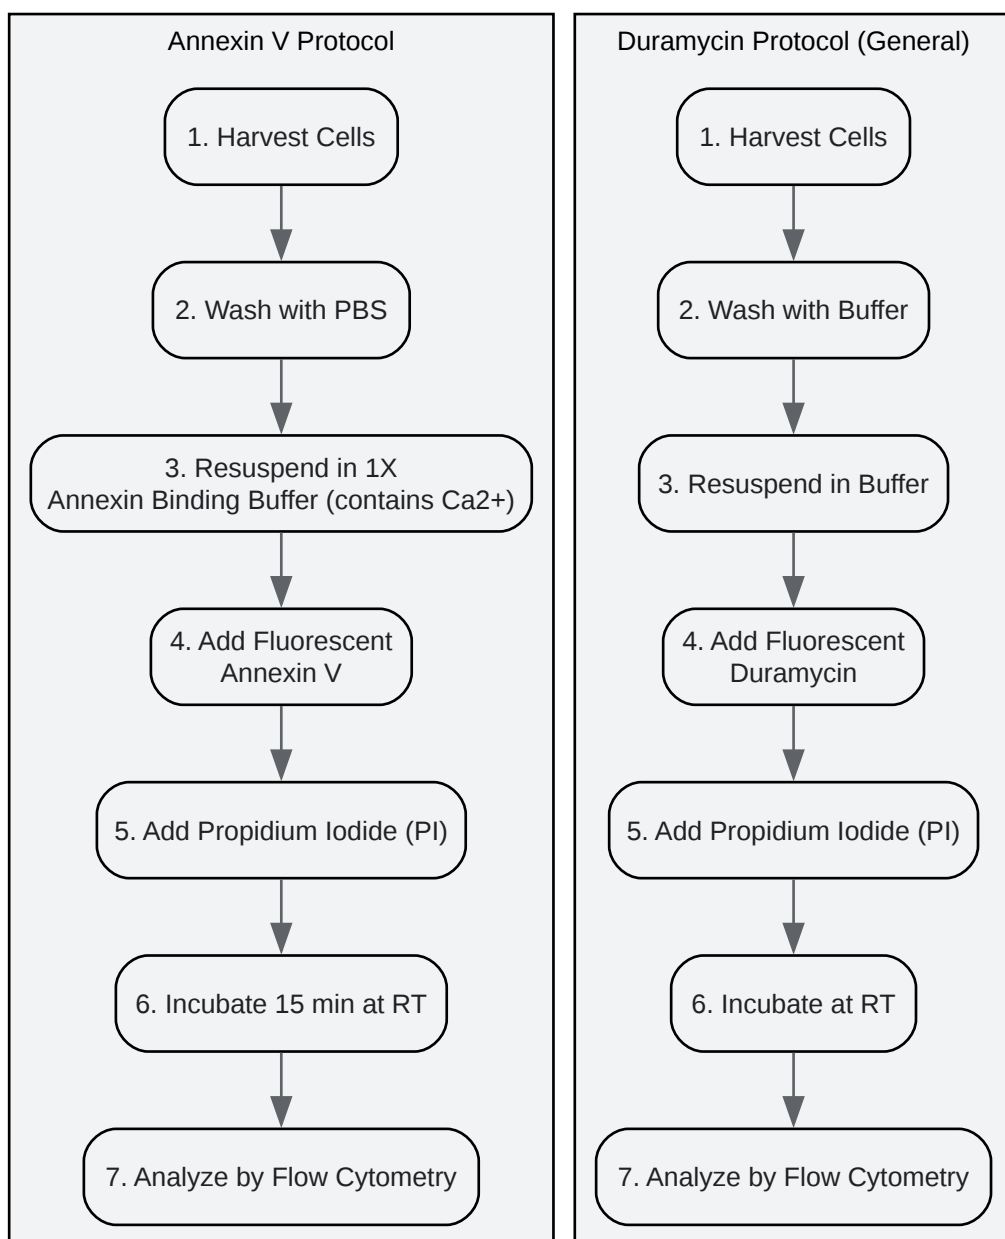 Annexin V Protocol
1. Harvest Cells
2. Wash with PBS
3. Resuspend in 1X
Annexin Binding Buffer (contains Ca2+)
4. Add Fluorescent
Annexin V
5. Add Propidium Iodide (PI)
6. Incubate 15 min at RT
7. Analyze by Flow Cytometry
Duramycin Protocol (General)
1. Harvest Cells
2. Wash with Buffer
3. Resuspend in Buffer
4. Add Fluorescent
Duramycin
5. Add Propidium Iodide (PI)
6. Incubate at RT
7. Analyze by Flow Cytometry